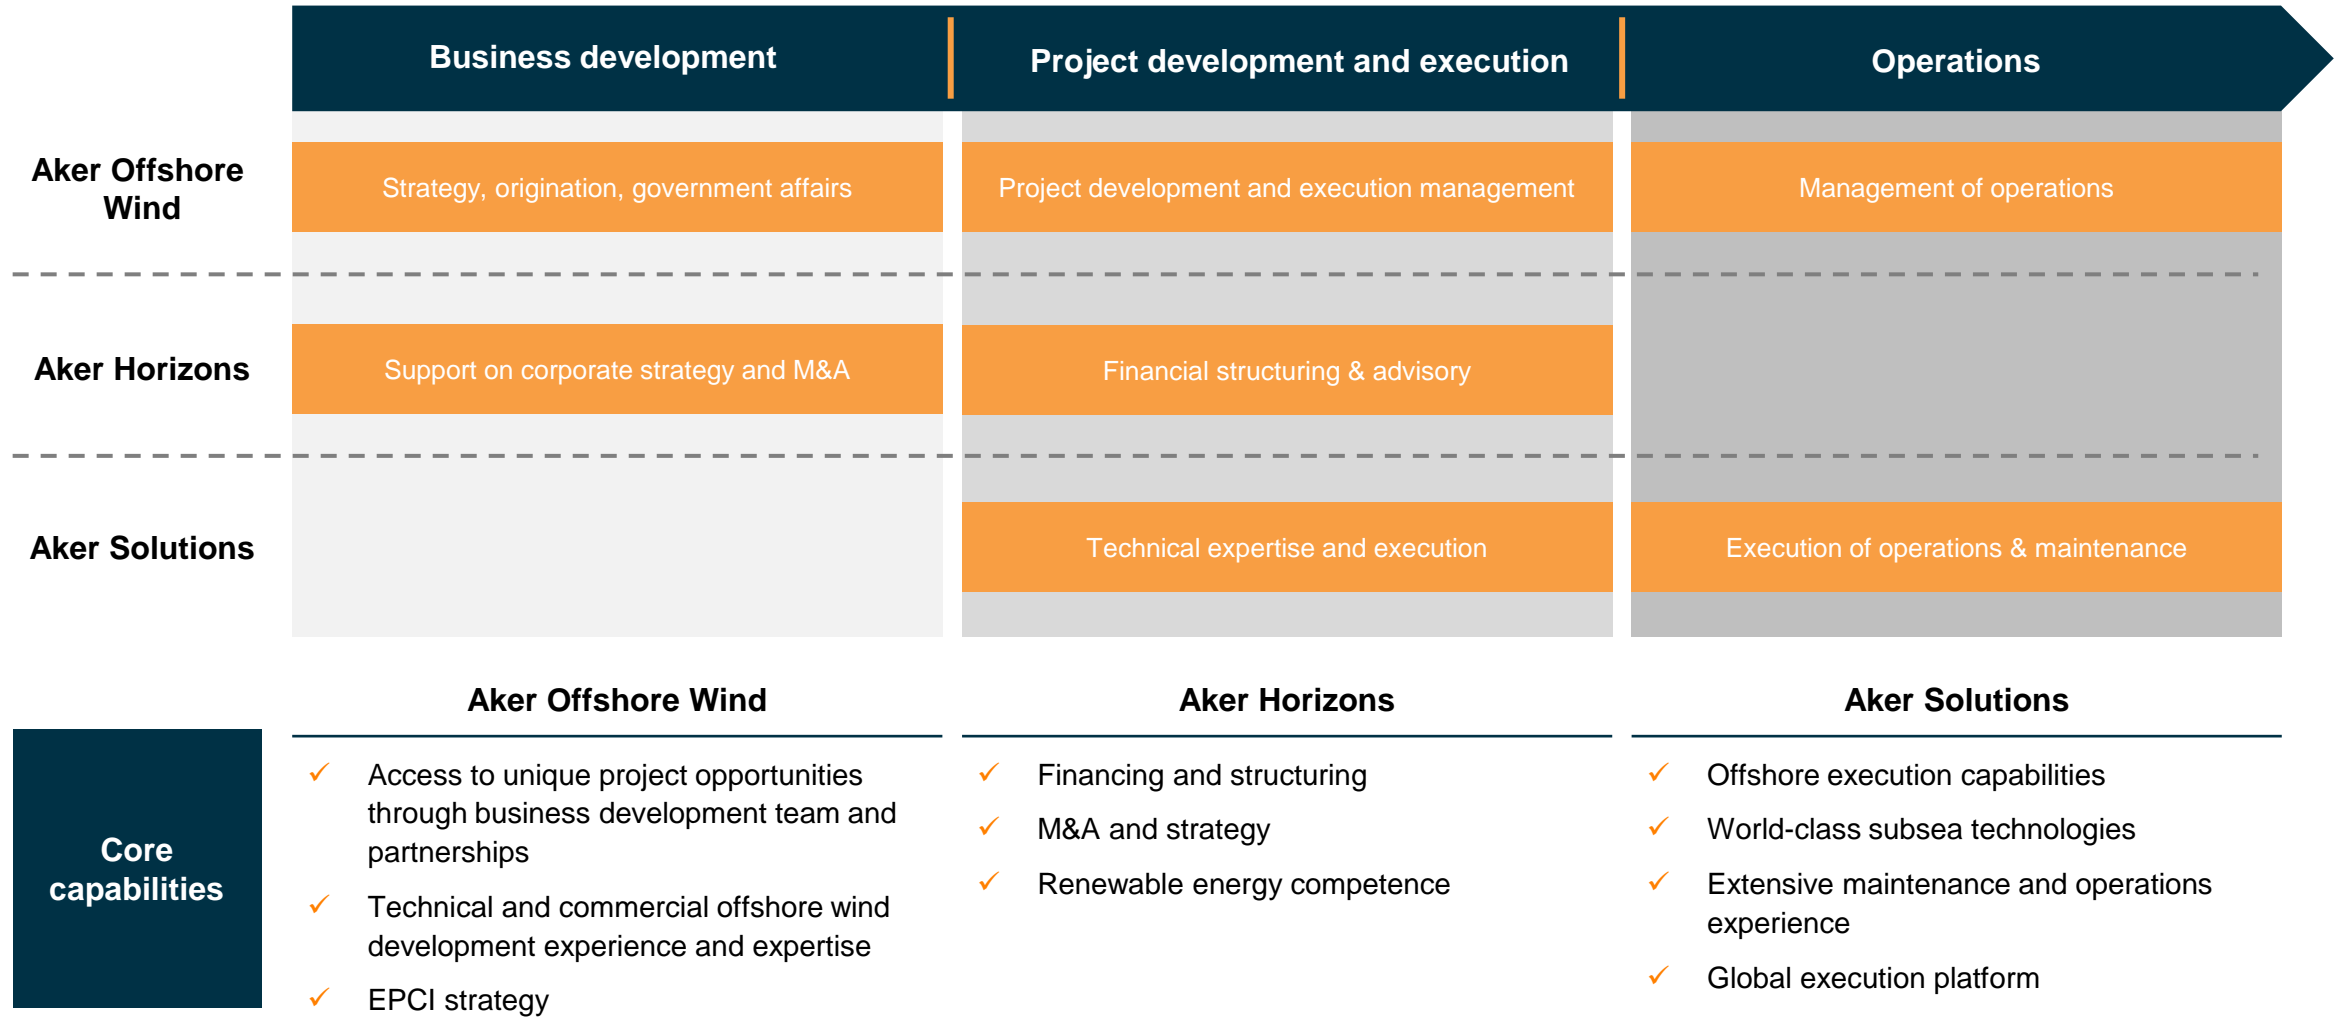 Business development
Project development and execution
Operations
Aker Offshore
Wind
Strategy, origination, government affairs
Project development and execution management
Management of operations
Aker Horizons
Support on corporate strategy and M&A
Financial structuring & advisory
Aker Solutions
Technical expertise and execution
Execution of operations & maintenance
Core
capabilities
Aker Offshore Wind
✓ Access to unique project opportunities
through business development team and
partnerships
✓ Technical and commercial offshore wind
development experience and expertise
✓ EPCI strategy
Aker Horizons
✓ Financing and structuring
✓ M&A and strategy
✓ Renewable energy competence
Aker Solutions
✓ Offshore execution capabilities
✓ World-class subsea technologies
✓ Extensive maintenance and operations
experience
✓ Global execution platform